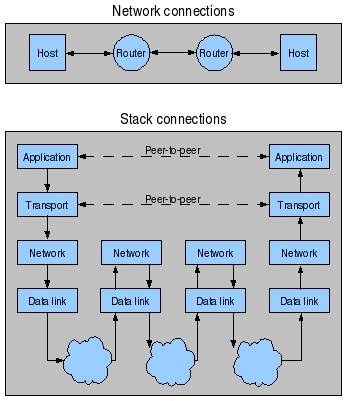 Network connections
Host Router Router Host
Stack connections
Application Peer-to-peer Application
Transport Peer-to-peer Transport
Network Network Network Network
Data link Data link Data link Data link